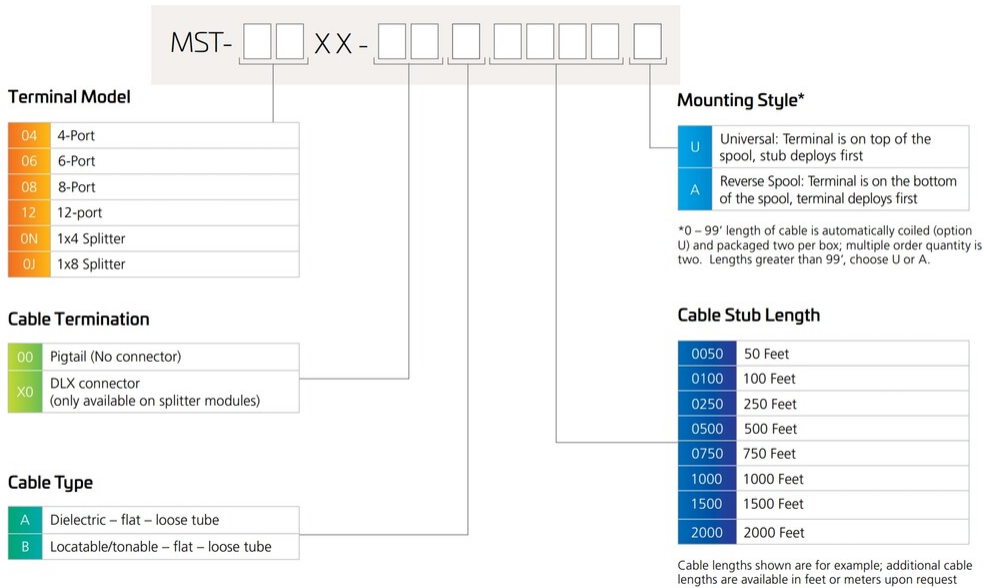 MST- XX -
Terminal Model
04 4-Port
06 6-Port
08 8-Port
12 12-port
0N 1x4 Splitter
0J 1x8 Splitter
Cable Termination
00 Pigtail (No connector)
X0 DLX connector
(only available on splitter modules)
Cable Type
A Dielectric – flat – loose tube
B Locatable/tonable – flat – loose tube
Mounting Style*
U Universal: Terminal is on top of the
spool, stub deploys first
A Reverse Spool: Terminal is on the bottom
of the spool, terminal deploys first
*0 – 99’ length of cable is automatically coiled (option
U) and packaged two per box; multiple order quantity is
two. Lengths greater than 99’, choose U or A.
Cable Stub Length
0050 50 Feet
0100 100 Feet
0250 250 Feet
0500 500 Feet
0750 750 Feet
1000 1000 Feet
1500 1500 Feet
2000 2000 Feet
Cable lengths shown are for example; additional cable
lengths are available in feet or meters upon request